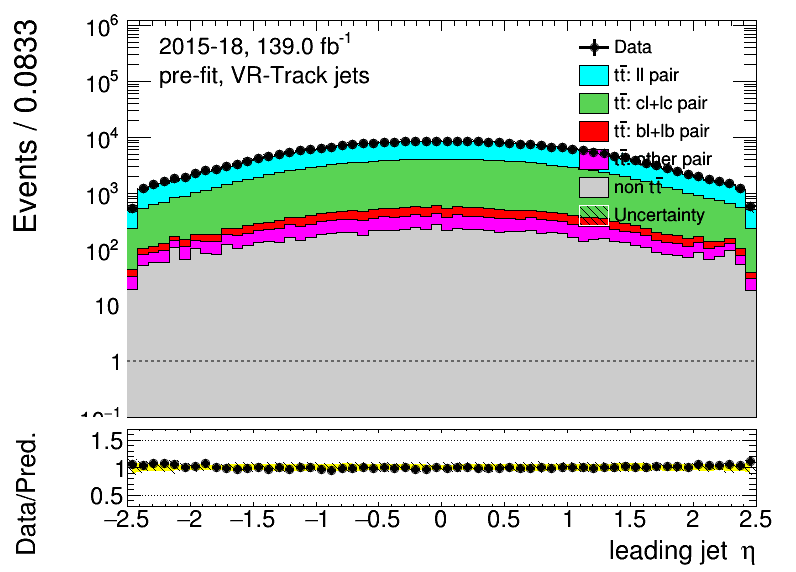 Events / 0.0833
10⁶
10⁵
10⁴
10³
10²
10
1
10⁻¹
2015-18, 139.0 fb⁻¹
pre-fit, VR-Track jets
Data
tt̄: ll pair
tt̄: cl+lc pair
tt̄: bl+lb pair
tt̄: other pair
non tt̄
Uncertainty
Data/Pred.
1.5
1
0.5
−2.5 −2 −1.5 −1 −0.5 0 0.5 1 1.5 2 2.5
leading jet η